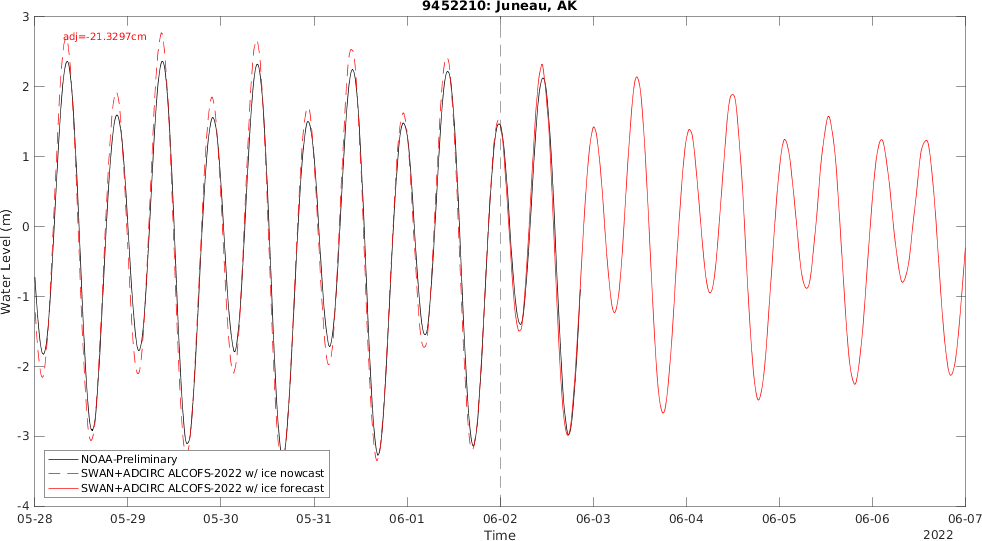 9452210: Juneau, AK
adj=-21.3297cm
3
2
1
0
-1
-2
-3
-4
Water Level (m)
NOAA-Preliminary
SWAN+ADCIRC ALCOFS-2022 w/ ice nowcast
SWAN+ADCIRC ALCOFS-2022 w/ ice forecast
05-28 05-29 05-30 05-31 06-01 06-02 06-03 06-04 06-05 06-06 06-07
Time
2022